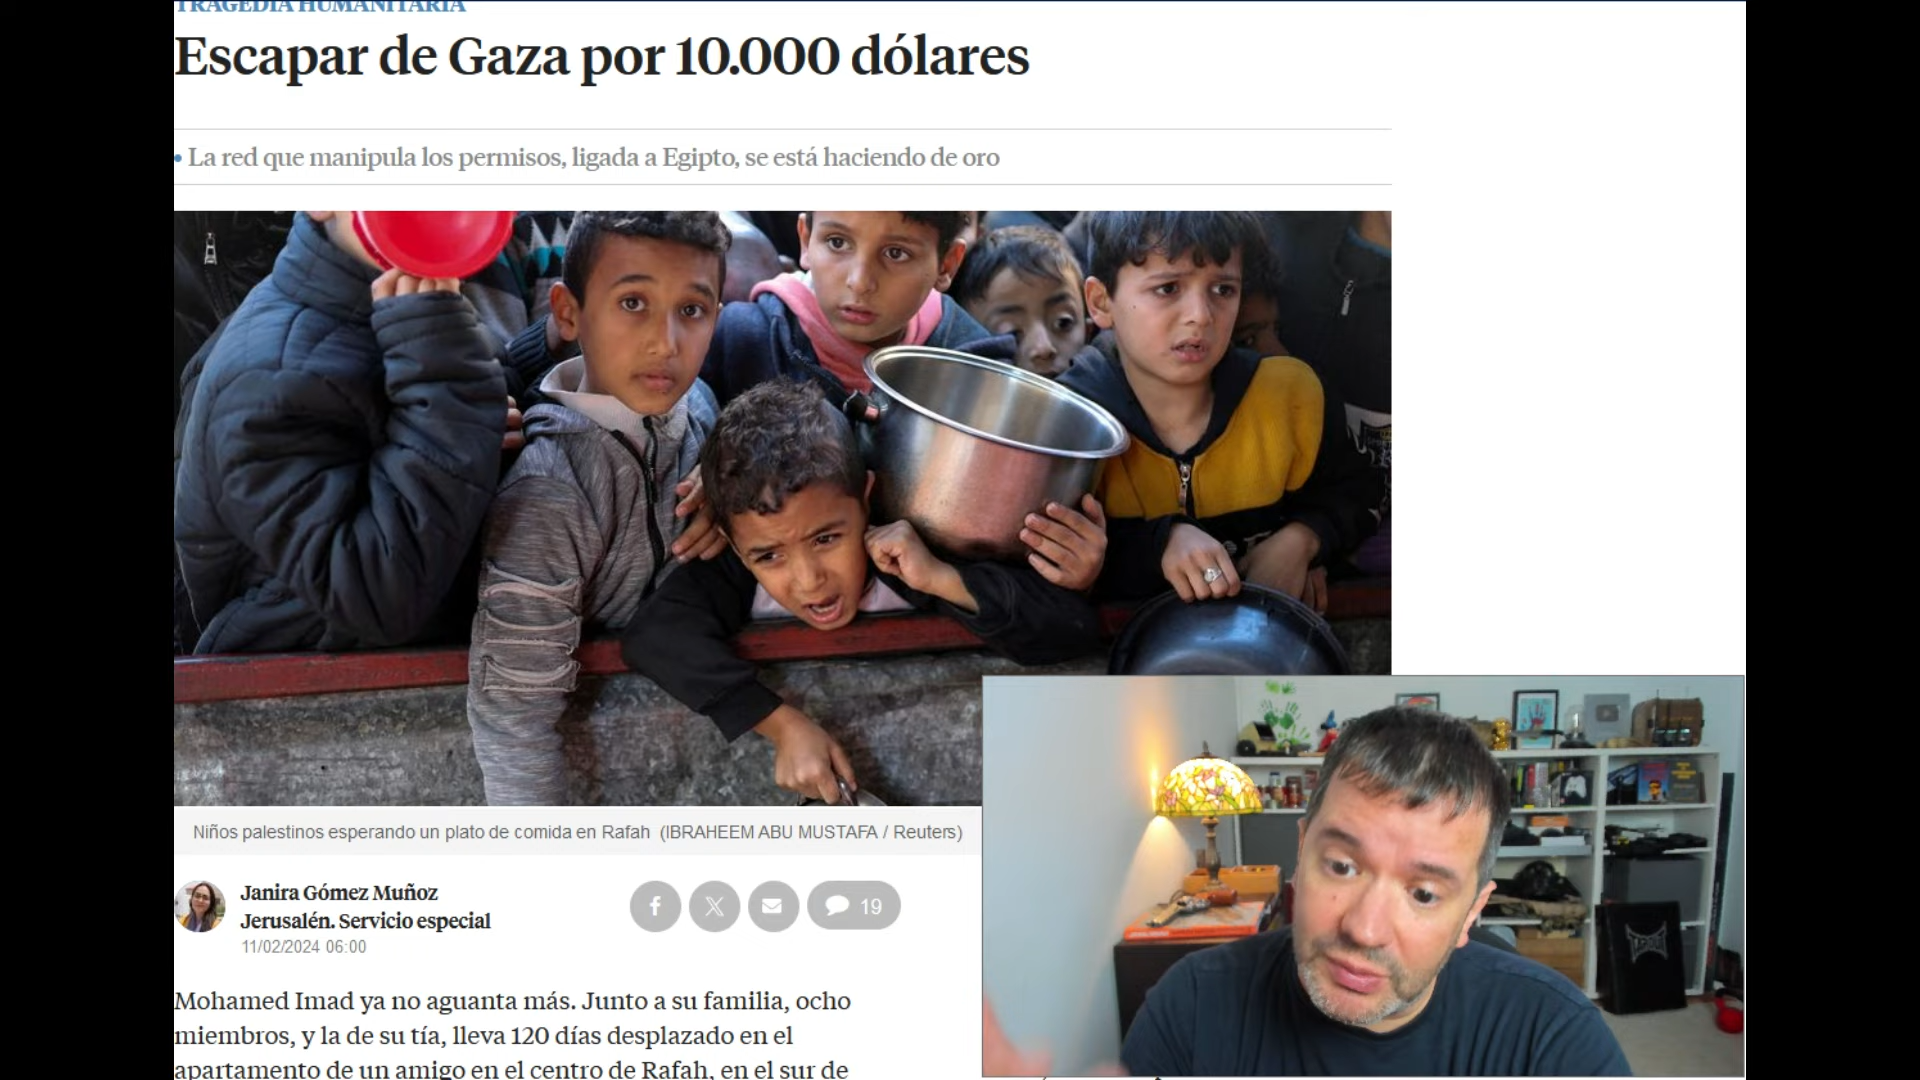 TRAGEDIA HUMANITARIA
Escapar de Gaza por 10.000 dólares
• La red que manipula los permisos, ligada a Egipto, se está haciendo de oro
Niños palestinos esperando un plato de comida en Rafah (IBRAHEEM ABU MUSTAFA / Reuters)
Janira Gómez Muñoz
Jerusalén. Servicio especial
11/02/2024 06:00
19
Mohamed Imad ya no aguanta más. Junto a su familia, ocho
miembros, y la de su tía, lleva 120 días desplazado en el
apartamento de un amigo en el centro de Rafah, en el sur de
TAPOUT